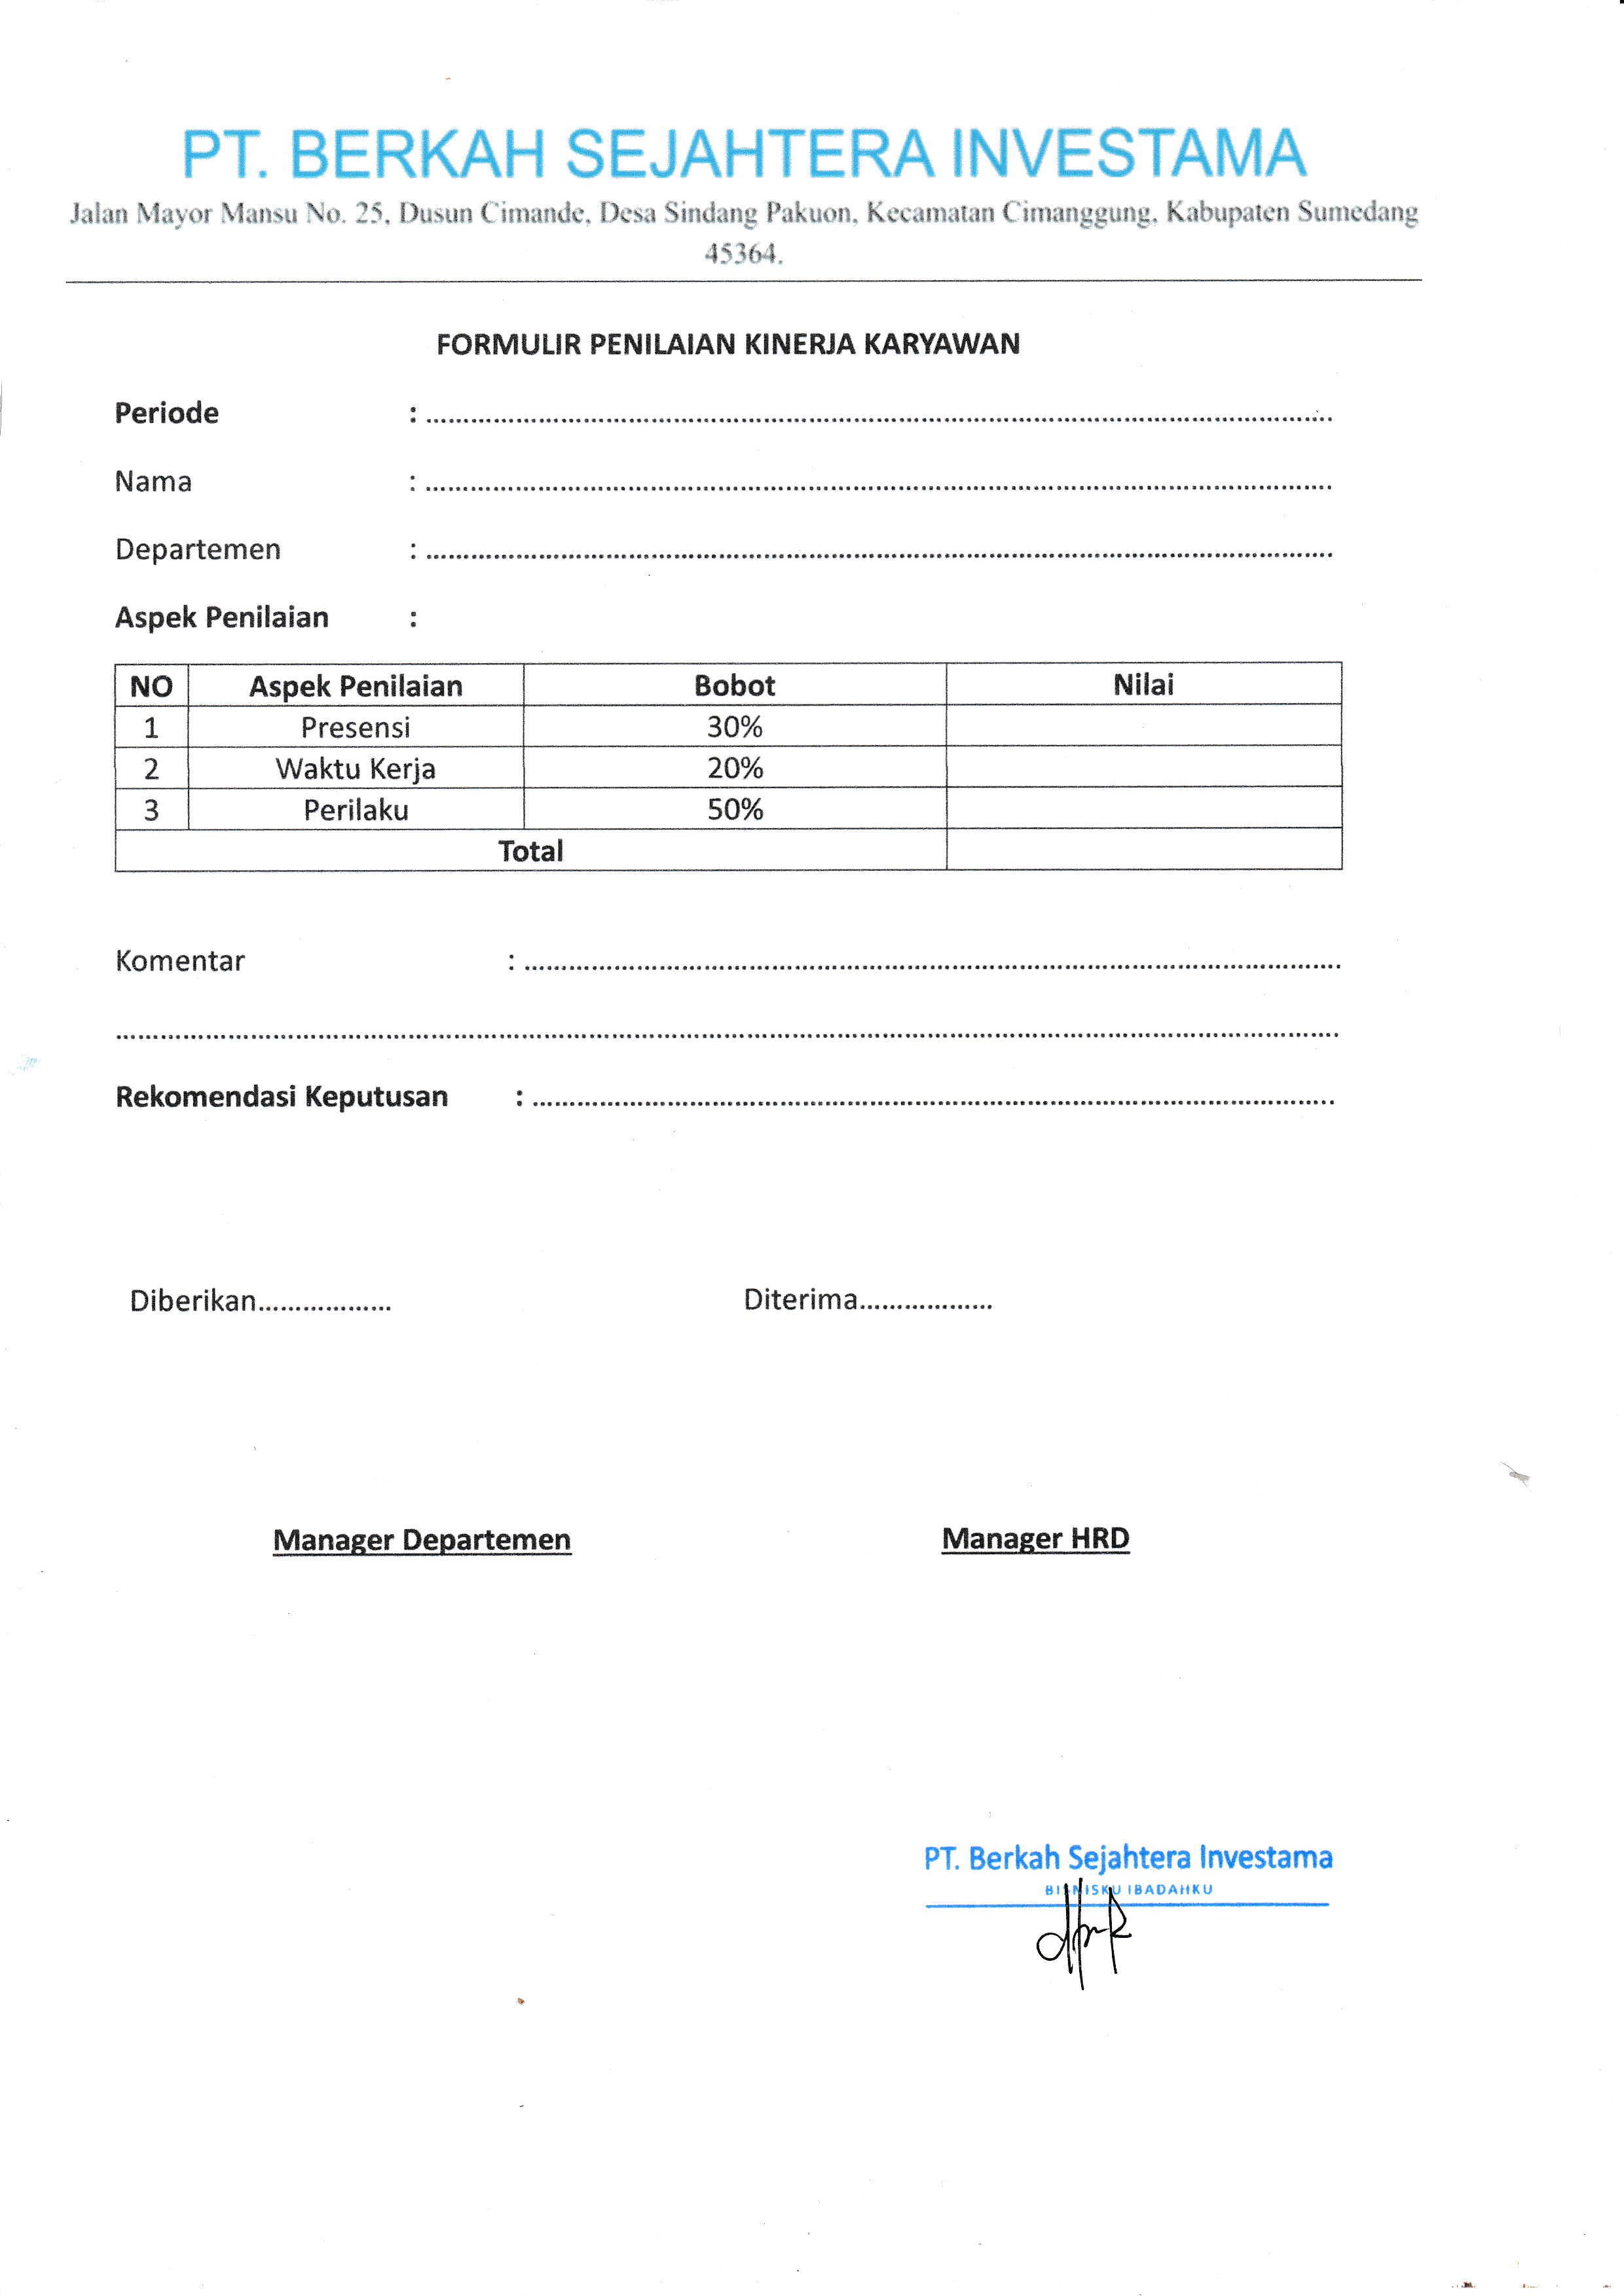 PT. BERKAH SEJAHTERA INVESTAMA
Jalan Mayor Mansu No. 25, Dusun Cimande, Desa Sindang Pakuon, Kecamatan Cimanggung, Kabupaten Sumedang
45364.
FORMULIR PENILAIAN KINERJA KARYAWAN
Periode : ........................................................................................................................
Nama : ........................................................................................................................
Departemen : ........................................................................................................................
Aspek Penilaian :
NO Aspek Penilaian Bobot Nilai
1 Presensi 30%
2 Waktu Kerja 20%
3 Perilaku 50%
Total
Komentar : ............................................................................................................
..................................................................................................................................................................
Rekomendasi Keputusan : ..........................................................................................................
Diberikan.................. Diterima..................
Manager Departemen Manager HRD
PT. Berkah Sejahtera Investama
BISNISKU IBADAHKU